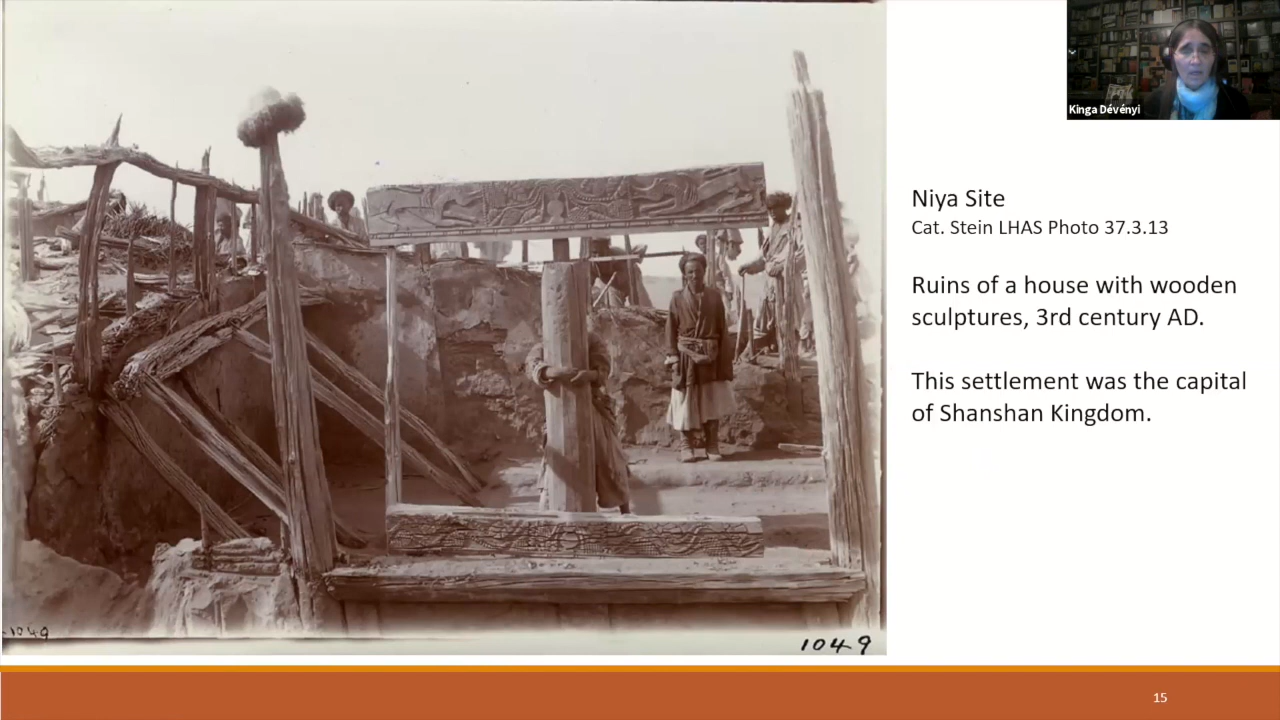 Kinga Dévényi
Niya Site
Cat. Stein LHAS Photo 37.3.13
Ruins of a house with wooden
sculptures, 3rd century AD.
This settlement was the capital
of Shanshan Kingdom.
1049
1049
15